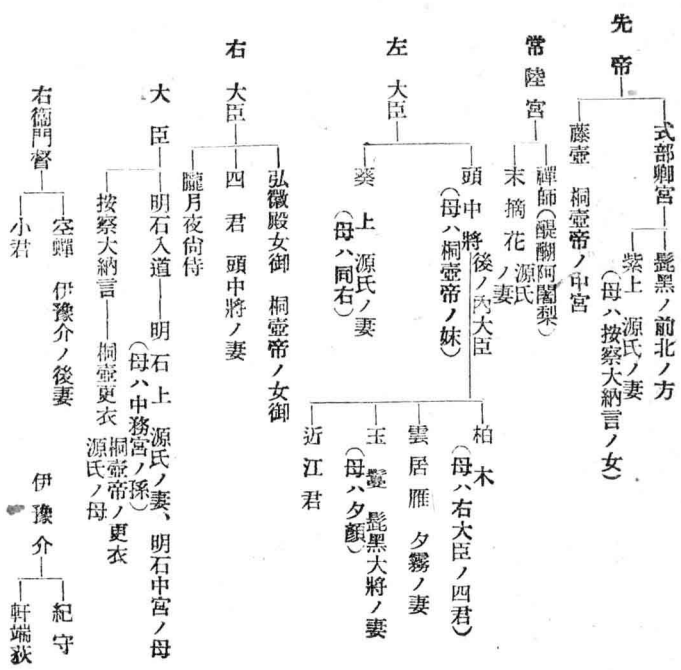 先帝
式部卿宮
髭黑ノ前北ノ方
紫上 源氏ノ妻
(母ハ按察大納言ノ女)
藤壺 桐壺帝ノ中宮
常陸宮
禪師(醍醐阿闍梨)
末摘花 源氏ノ妻
左大臣
頭中將 後ノ內大臣
(母ハ桐壺帝ノ妹)
柏木
(母ハ右大臣ノ四君)
雲居雁 夕霧ノ妻
玉鬘 髭黑大將ノ妻
(母ハ夕顏)
近江君
葵上 源氏ノ妻
(母ハ同右)
右大臣
弘徽殿女御 桐壺帝ノ女御
四君 頭中將ノ妻
朧月夜尙侍
大臣
明石入道
明石上 源氏ノ妻、明石中宮ノ母
(母ハ中務宮ノ孫)
按察大納言
桐壺更衣 桐壺帝ノ更衣
源氏ノ母
右衞門督
空蟬 伊豫介ノ後妻
小君
伊豫介
紀守
軒端荻